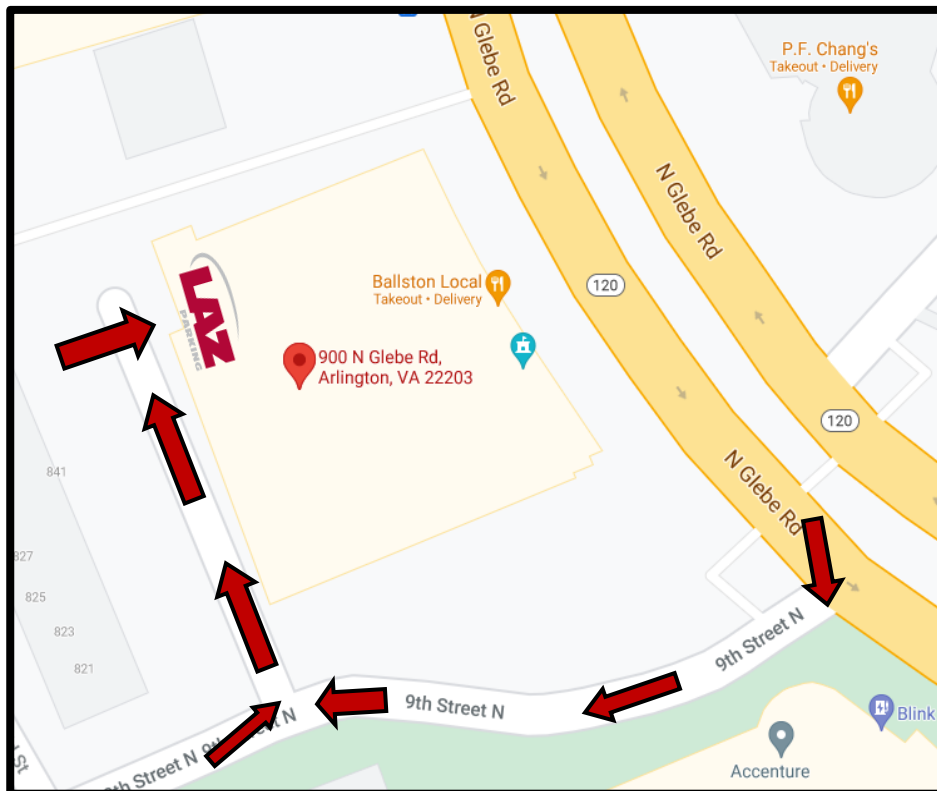 N Glebe Rd
P.F. Chang's
Takeout • Delivery
N Glebe Rd
Ballston Local
Takeout • Delivery
120
LAZ
PARKING
900 N Glebe Rd,
Arlington, VA 22203
120
841
N Glebe Rd
827
825
823
821
9th Street N
9th Street N
St
Blink
Accenture